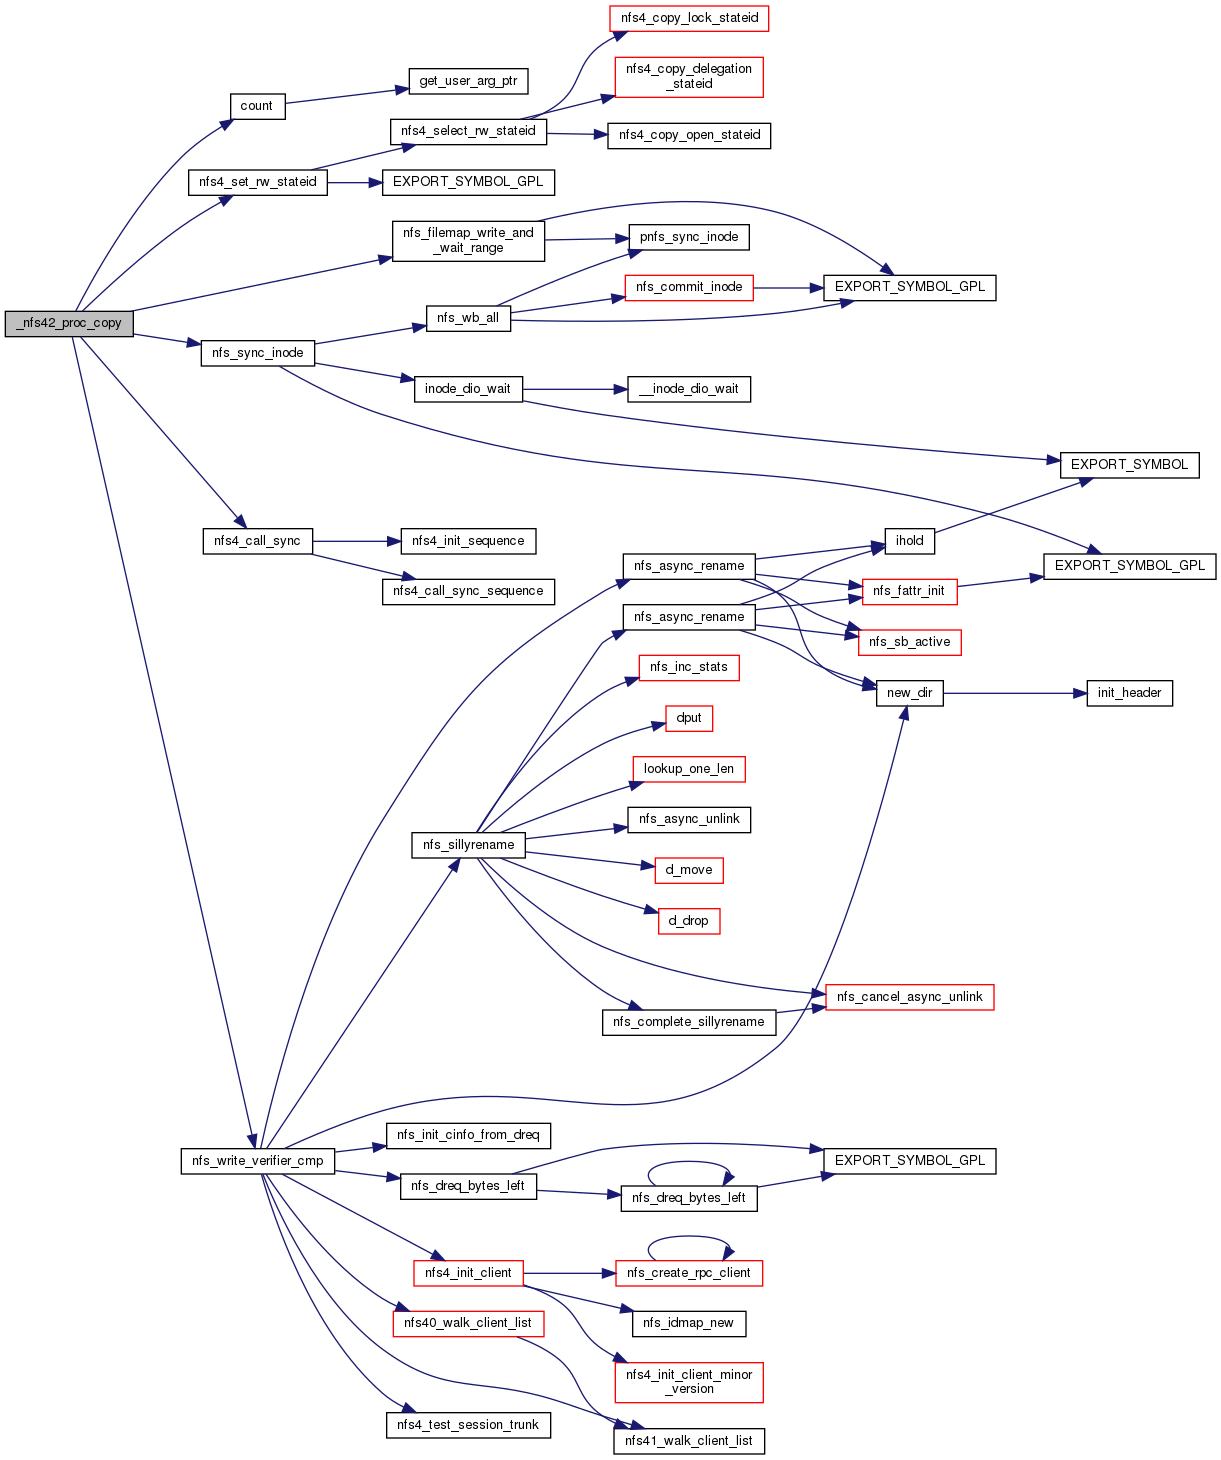 nfs4_copy_lock_stateid
nfs4_copy_delegation
_stateid
get_user_arg_ptr
count
nfs4_select_rw_stateid
nfs4_copy_open_stateid
nfs4_set_rw_stateid
EXPORT_SYMBOL_GPL
nfs_filemap_write_and
_wait_range
pnfs_sync_inode
nfs_commit_inode
EXPORT_SYMBOL_GPL
_nfs42_proc_copy
nfs_wb_all
nfs_sync_inode
inode_dio_wait
__inode_dio_wait
EXPORT_SYMBOL
nfs4_call_sync
nfs4_init_sequence
ihold
nfs_async_rename
EXPORT_SYMBOL_GPL
nfs4_call_sync_sequence
nfs_fattr_init
nfs_async_rename
nfs_sb_active
nfs_inc_stats
new_dir
init_header
dput
lookup_one_len
nfs_async_unlink
nfs_sillyrename
d_move
d_drop
nfs_cancel_async_unlink
nfs_complete_sillyrename
nfs_init_cinfo_from_dreq
nfs_write_verifier_cmp
EXPORT_SYMBOL_GPL
nfs_dreq_bytes_left
nfs_dreq_bytes_left
nfs4_init_client
nfs_create_rpc_client
nfs40_walk_client_list
nfs_idmap_new
nfs4_init_client_minor
_version
nfs4_test_session_trunk
nfs41_walk_client_list